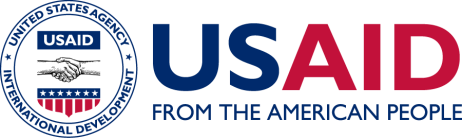 UNITED STATES AGENCY
USAID
INTERNATIONAL DEVELOPMENT
USAID
FROM THE AMERICAN PEOPLE